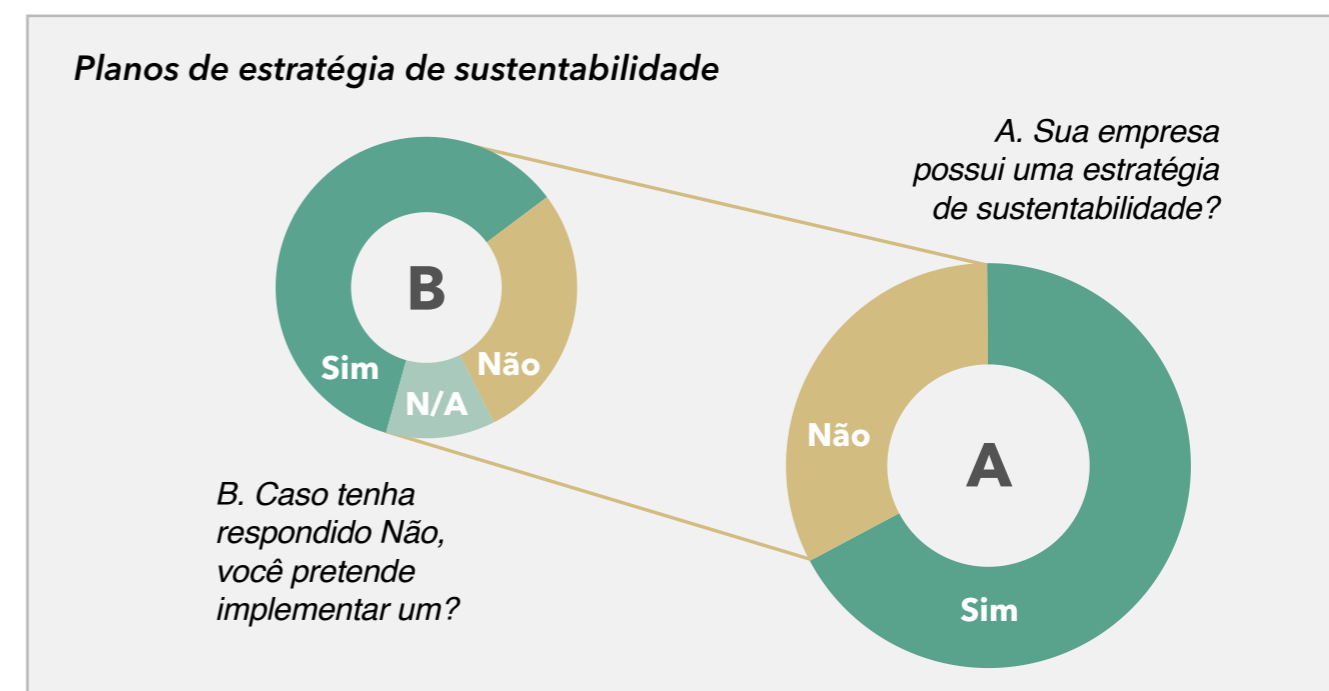 Planos de estratégia de sustentabilidade
A. Sua empresa
possui uma estratégia
de sustentabilidade?
B
Sim
Não
N/A
Não
A
Sim
B. Caso tenha
respondido Não,
você pretende
implementar um?